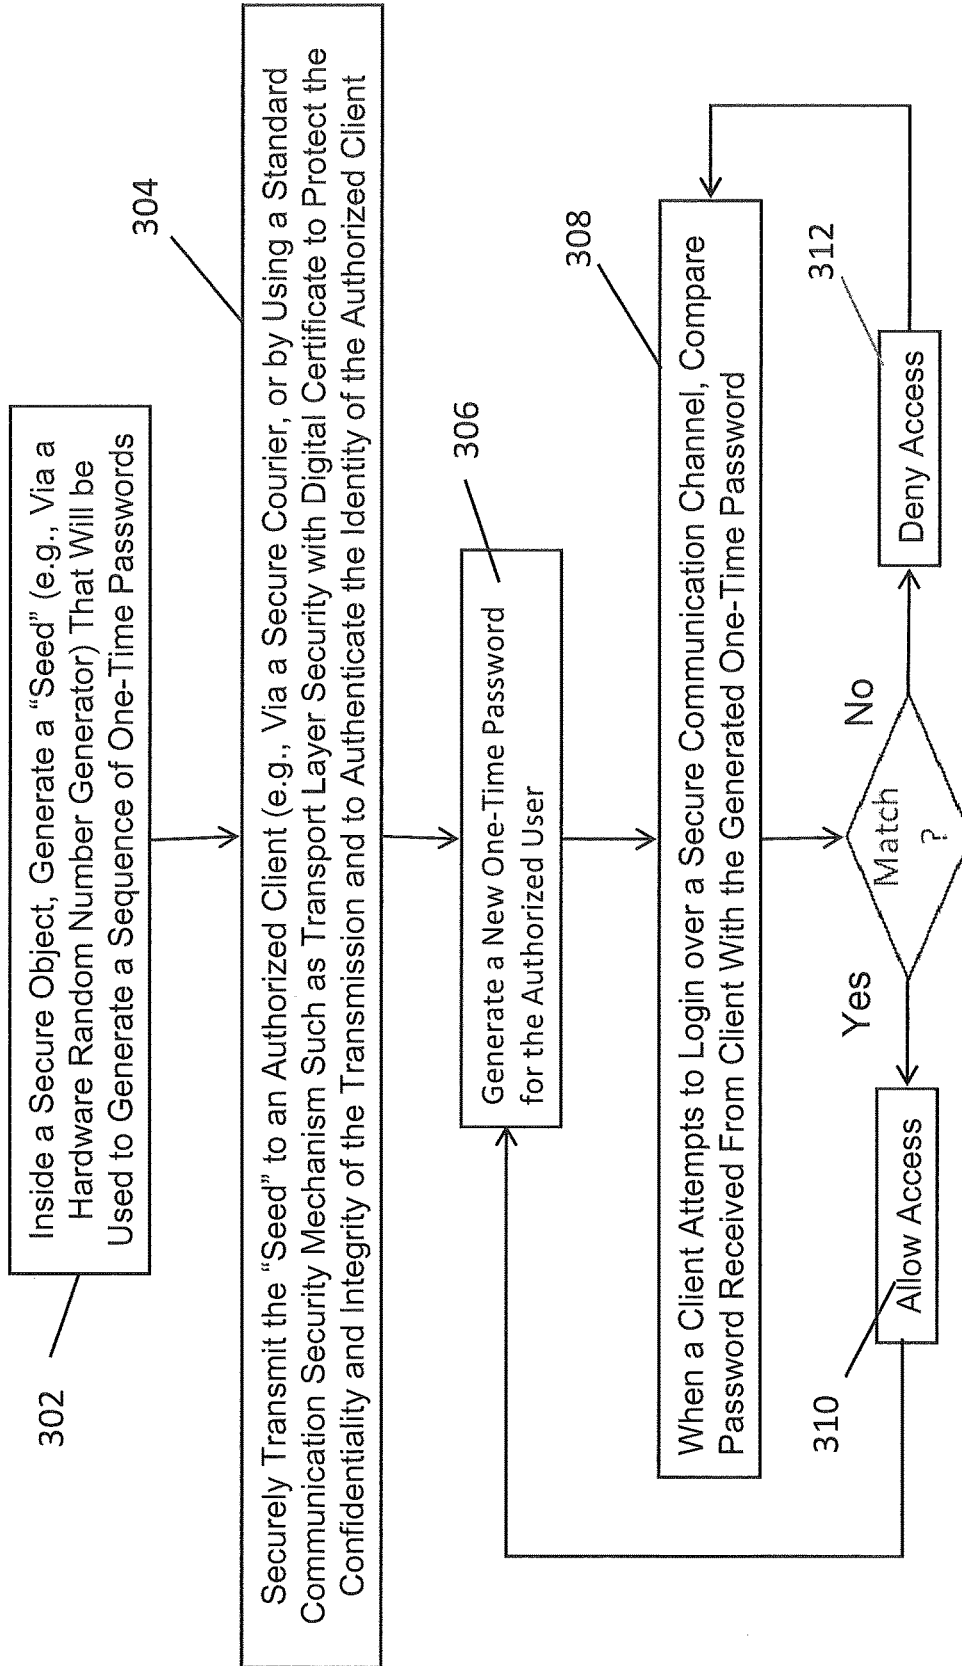 302
Inside a Secure Object, Generate a “Seed” (e.g., Via a
Hardware Random Number Generator) That Will be
Used to Generate a Sequence of One-Time Passwords
304
Securely Transmit the “Seed” to an Authorized Client (e.g., Via a Secure Courier, or by Using a Standard
Communication Security Mechanism Such as Transport Layer Security with Digital Certificate to Protect the
Confidentiality and Integrity of the Transmission and to Authenticate the Identity of the Authorized Client
306
Generate a New One-Time Password
for the Authorized User
308
When a Client Attempts to Login over a Secure Communication Channel, Compare
Password Received From Client With the Generated One-Time Password
Match
?
Yes
No
310
Allow Access
312
Deny Access